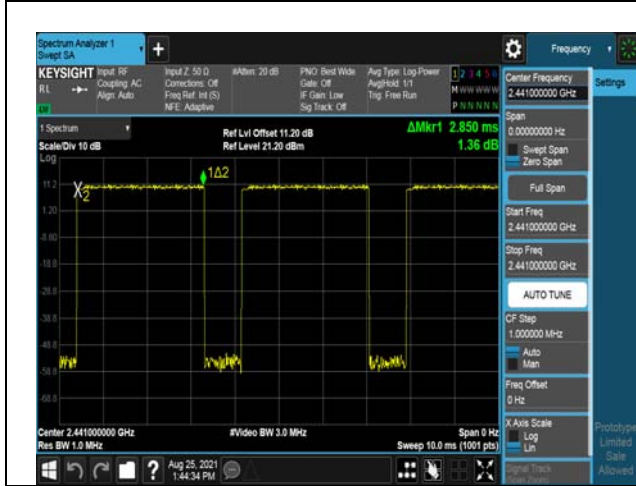 Spectrum Analyzer 1
Swept SA
+
Frequency
KEYSIGHT Input: RF Input Z: 50 Ω #Atten: 20 dB PNO: Best Wide Avg Type: Log-Power 1 2 3 4 5 6
RL Coupling: AC Corrections: Off Gate: Off Avg|Hold: 1/1 M W W W W W
Align: Auto Freq Ref: Int (S) IF Gain: Low Trig: Free Run
NFE: Adaptive Sig Track: Off P N N N N N
Center Frequency
2.441000000 GHz
Settings
1 Spectrum
Ref Lvl Offset 11.20 dB
ΔMkr1 2.850 ms
Scale/Div 10 dB
Ref Level 21.20 dBm
1.36 dB
Log
1Δ2
X2
11.2
1.20
-8.80
-18.8
-28.8
-38.8
-48.8
-58.8
-68.8
Span
0.00000000 Hz
Swept Span
Zero Span
Full Span
Start Freq
2.441000000 GHz
Stop Freq
2.441000000 GHz
AUTO TUNE
CF Step
1.000000 MHz
Auto
Man
Freq Offset
0 Hz
X Axis Scale
Log
Lin
Signal Track
(Span Zoom)
Prototype
Limited
Sale
Allowed
Center 2.441000000 GHz
#Video BW 3.0 MHz
Span 0 Hz
Res BW 1.0 MHz
Sweep 10.0 ms (1001 pts)
?
Aug 25, 2021
1:44:34 PM